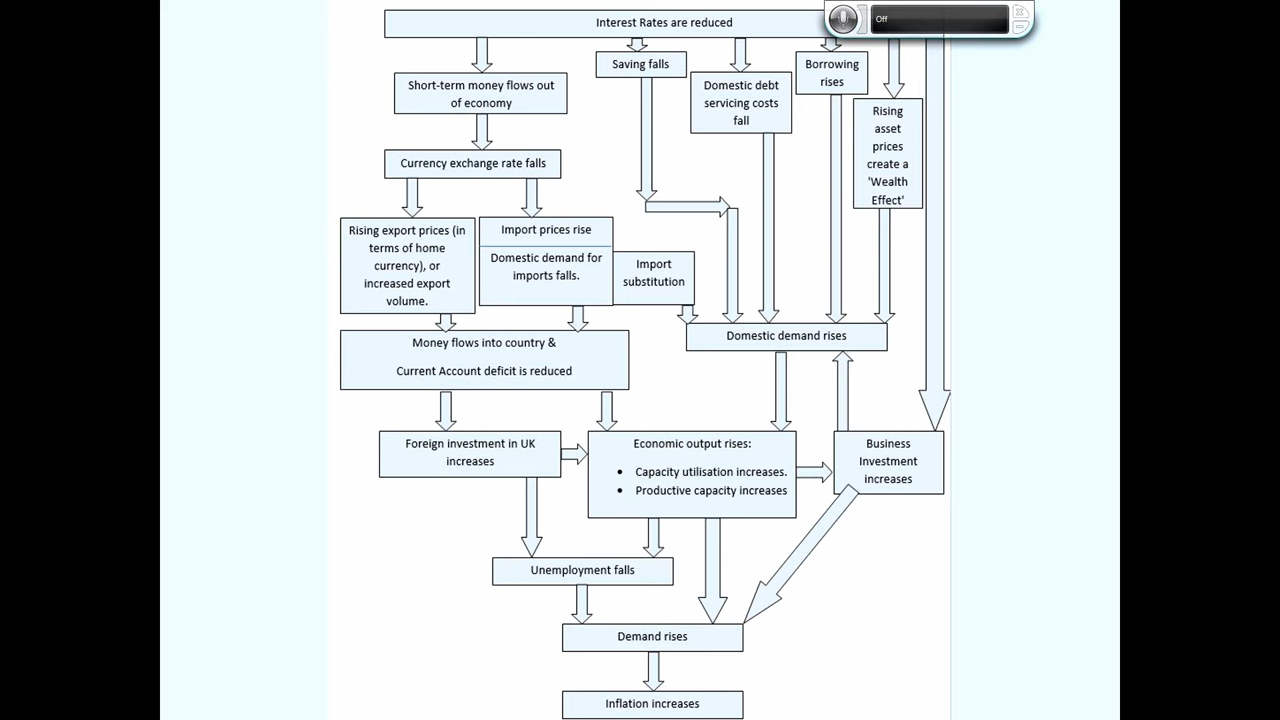 Interest Rates are reduced
Off
Short-term money flows out
of economy
Saving falls
Domestic debt
servicing costs
fall
Borrowing
rises
Rising
asset
prices
create a
'Wealth
Effect'
Currency exchange rate falls
Rising export prices (in
terms of home
currency), or
increased export
volume.
Import prices rise
Domestic demand for
imports falls.
Import
substitution
Domestic demand rises
Money flows into country &
Current Account deficit is reduced
Foreign investment in UK
increases
Economic output rises:
• Capacity utilisation increases.
• Productive capacity increases
Business
Investment
increases
Unemployment falls
Demand rises
Inflation increases